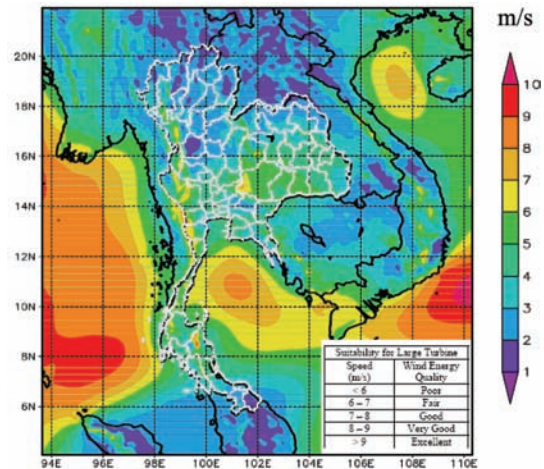 m/s
20N
18N
16N
14N
12N
10N
8N
6N
94E 96E 98E 100E 102E 104E 106E 108E 110E
10
9
8
7
6
5
4
3
2
1
Suitability for Large Turbine
Speed (m/s) Wind Energy Quality
< 6 Poor
6 – 7 Fair
7 – 8 Good
8 – 9 Very Good
> 9 Excellent